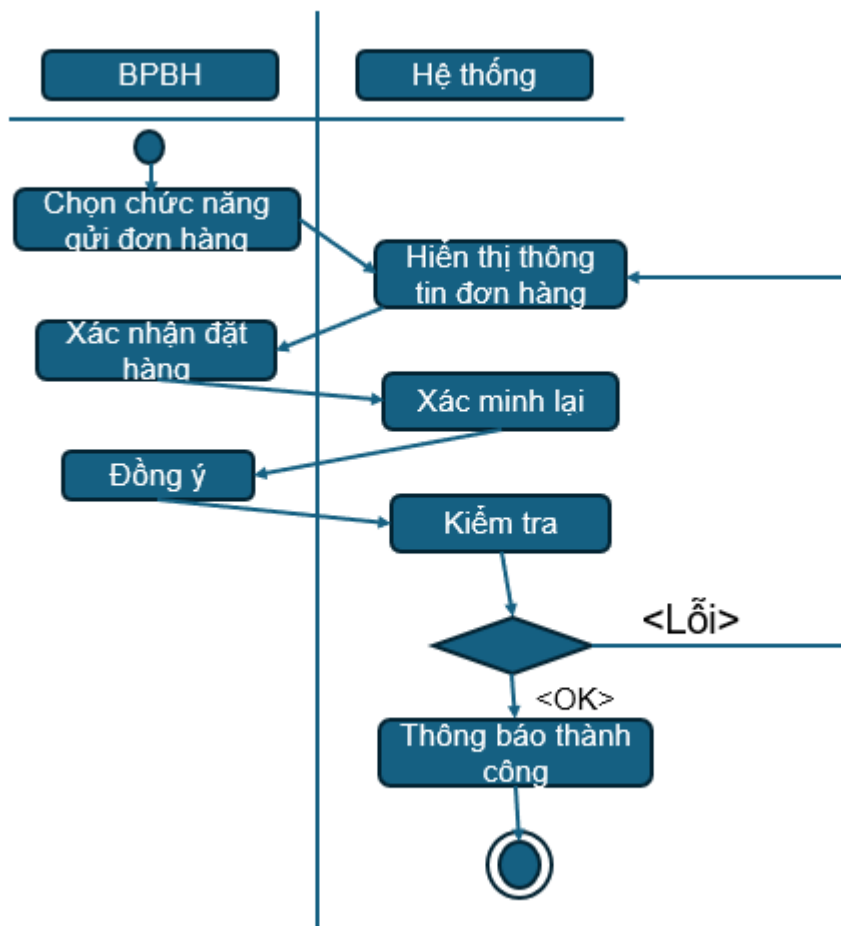 BPBH
Hệ thống
Chọn chức năng
gửi đơn hàng
Hiển thị thông
tin đơn hàng
Xác nhận đặt
hàng
Xác minh lại
Đồng ý
Kiểm tra
<Lỗi>
<OK>
Thông báo thành
công